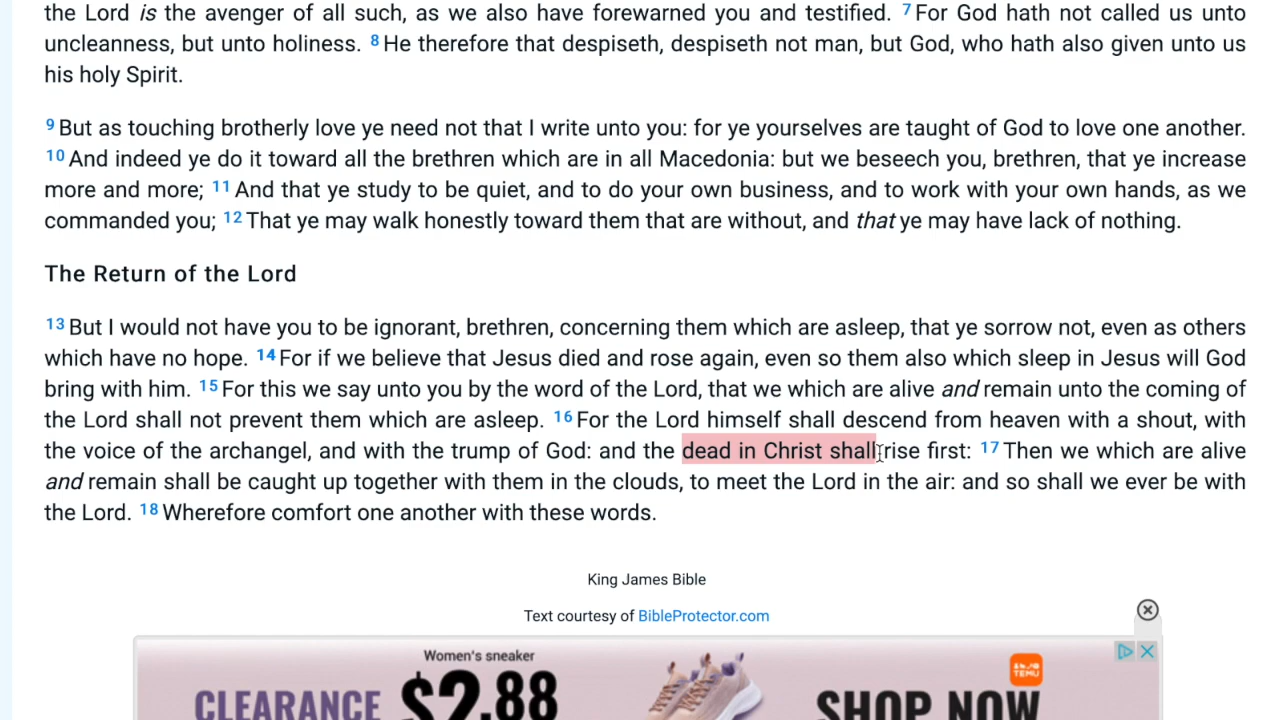 the Lord is the avenger of all such, as we also have forewarned you and testified. 7 For God hath not called us unto
uncleanness, but unto holiness. 8 He therefore that despiseth, despiseth not man, but God, who hath also given unto us
his holy Spirit.
9 But as touching brotherly love ye need not that I write unto you: for ye yourselves are taught of God to love one another.
10 And indeed ye do it toward all the brethren which are in all Macedonia: but we beseech you, brethren, that ye increase
more and more; 11 And that ye study to be quiet, and to do your own business, and to work with your own hands, as we
commanded you; 12 That ye may walk honestly toward them that are without, and that ye may have lack of nothing.
The Return of the Lord
13 But I would not have you to be ignorant, brethren, concerning them which are asleep, that ye sorrow not, even as others
which have no hope. 14 For if we believe that Jesus died and rose again, even so them also which sleep in Jesus will God
bring with him. 15 For this we say unto you by the word of the Lord, that we which are alive and remain unto the coming of
the Lord shall not prevent them which are asleep. 16 For the Lord himself shall descend from heaven with a shout, with
the voice of the archangel, and with the trump of God: and the dead in Christ shall rise first: 17 Then we which are alive
and remain shall be caught up together with them in the clouds, to meet the Lord in the air: and so shall we ever be with
the Lord. 18 Wherefore comfort one another with these words.
King James Bible
Text courtesy of BibleProtector.com
Women's sneaker
CLEARANCE $2.88
SHOP NOW
TEMU